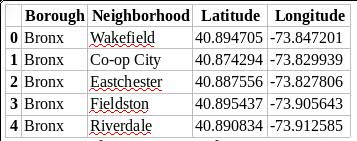 Borough Neighborhood Latitude Longitude
0 Bronx Wakefield 40.894705 -73.847201
1 Bronx Co-op City 40.874294 -73.829939
2 Bronx Eastchester 40.887556 -73.827806
3 Bronx Fieldston 40.895437 -73.905643
4 Bronx Riverdale 40.890834 -73.912585